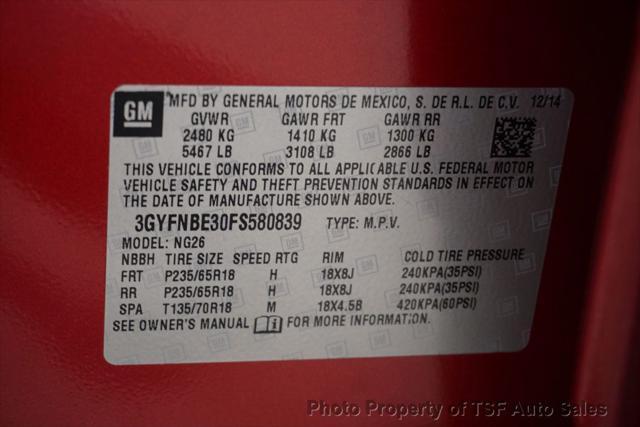 GM MFD BY GENERAL MOTORS DE MEXICO, S. DE R.L. DE C.V. 12/14
GVWR GAWR FRT GAWR RR
2480 KG 1410 KG 1300 KG
5467 LB 3108 LB 2866 LB
THIS VEHICLE CONFORMS TO ALL APPLICABLE U.S. FEDERAL MOTOR
VEHICLE SAFETY AND THEFT PREVENTION STANDARDS IN EFFECT ON
THE DATE OF MANUFACTURE SHOWN ABOVE.
3GYFNBE30FS580839 TYPE: M.P.V.
MODEL: NG26
NBBH TIRE SIZE SPEED RTG RIM COLD TIRE PRESSURE
FRT P235/65R18 H 18X8J 240KPA(35PSI)
RR P235/65R18 H 18X8J 240KPA(35PSI)
SPA T135/70R18 M 18X4.5B 420KPA(60PSI)
SEE OWNER'S MANUAL FOR MORE INFORMATION.
Photo Property of TSF Auto Sales